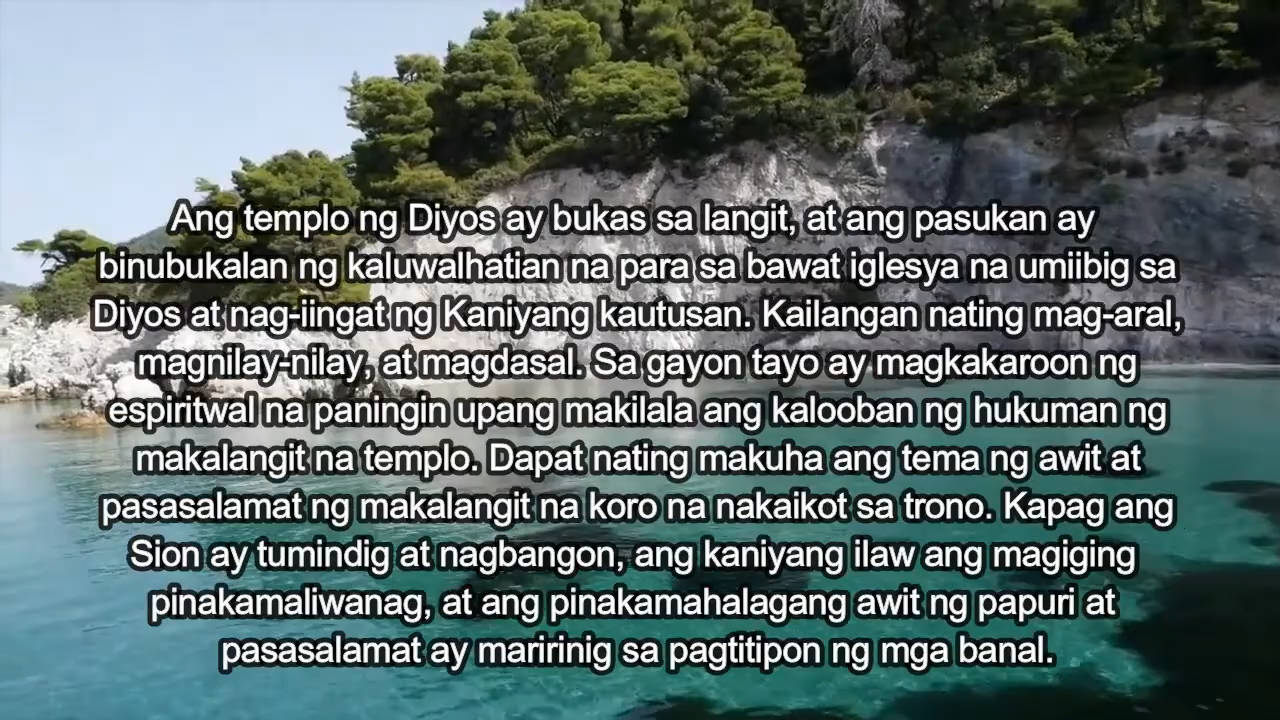 Ang templo ng Diyos ay bukas sa langit, at ang pasukan ay
binubukalan ng kaluwalhatian na para sa bawat iglesya na umiibig sa
Diyos at nag-iingat ng Kaniyang kautusan. Kailangan nating mag-aral,
magnilay-nilay, at magdasal. Sa gayon tayo ay magkakaroon ng
espiritwal na paningin upang makilala ang kalooban ng hukuman ng
makalangit na templo. Dapat nating makuha ang tema ng awit at
pasasalamat ng makalangit na koro na nakaikot sa trono. Kapag ang
Sion ay tumindig at nagbangon, ang kaniyang ilaw ang magiging
pinakamaliwanag, at ang pinakamahalagang awit ng papuri at
pasasalamat ay maririnig sa pagtitipon ng mga banal.